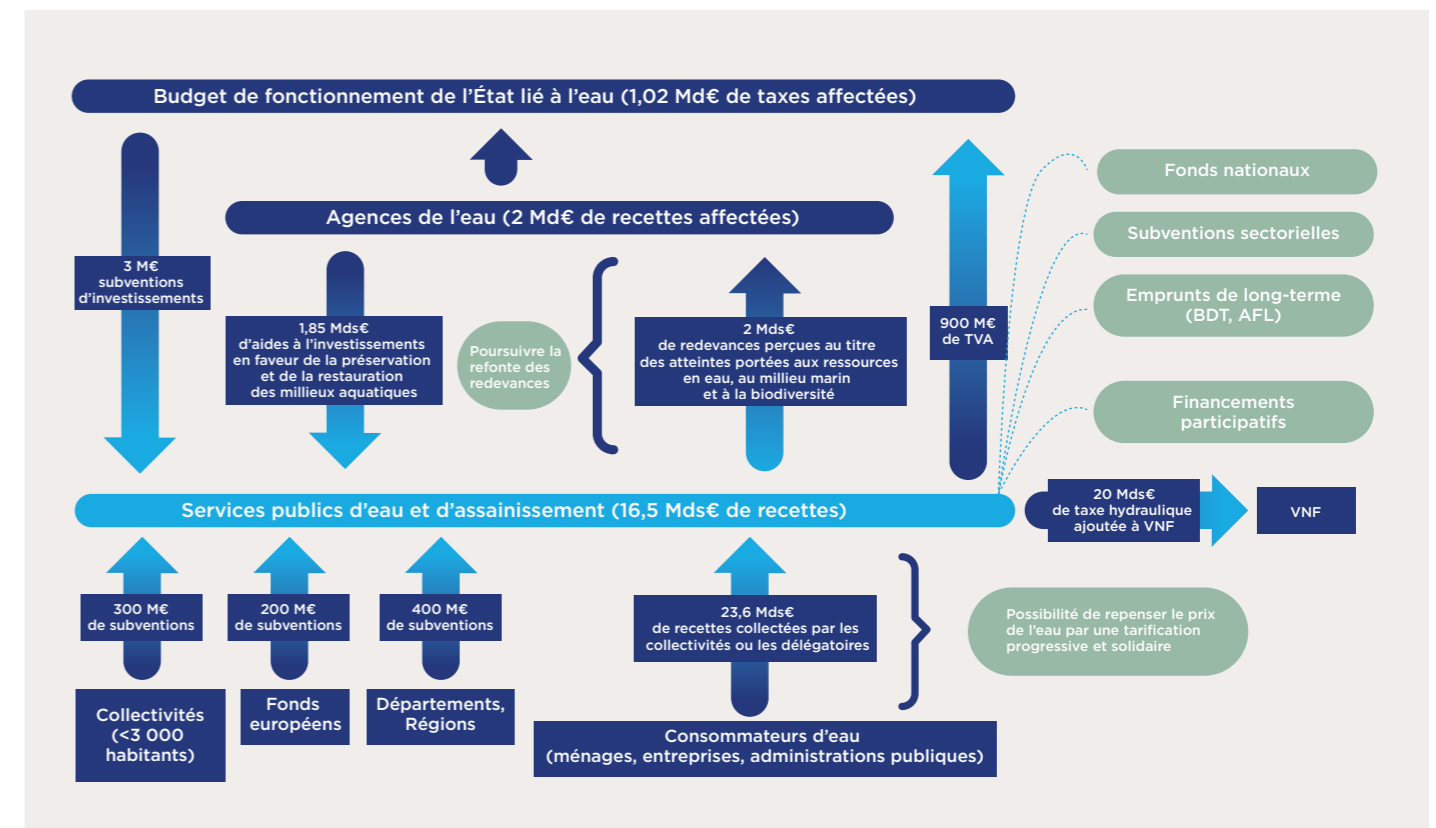 Budget de fonctionnement de l’État lié à l’eau (1,02 Md€ de taxes affectées)
Agences de l’eau (2 Md€ de recettes affectées)
3 M€
subventions
d’investissements
1,85 Mds€
d’aides à l’investissements
en faveur de la préservation
et de la restauration
des millieux aquatiques
Poursuivre la
refonte des
redevances
2 Mds€
de redevances perçues au titre
des atteintes portées aux ressources
en eau, au millieu marin
et à la biodiversité
900 M€
de TVA
Fonds nationaux
Subventions sectorielles
Emprunts de long-terme
(BDT, AFL)
Financements
participatifs
Services publics d’eau et d’assainissement (16,5 Mds€ de recettes)
20 Mds€
de taxe hydraulique
ajoutée à VNF
VNF
300 M€
de subventions
200 M€
de subventions
400 M€
de subventions
23,6 Mds€
de recettes collectées par les
collectivités ou les délégatoires
Possibilité de repenser le prix
de l’eau par une tarification
progressive et solidaire
Collectivités
(<3 000
habitants)
Fonds
européens
Départements,
Régions
Consommateurs d’eau
(ménages, entreprises, administrations publiques)